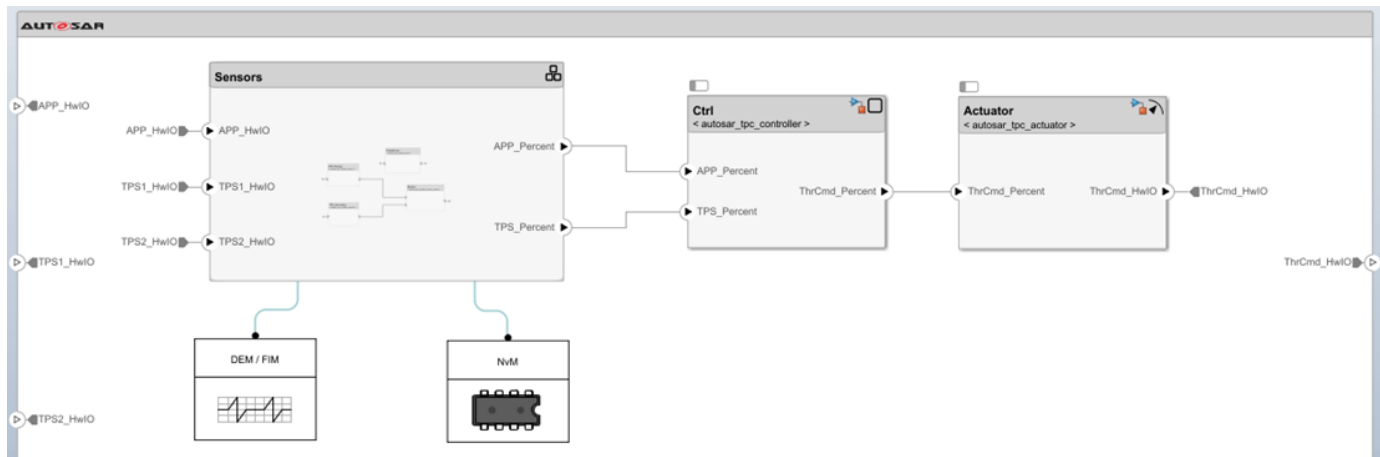 AUTOSAR
Sensors
APP_HwIO
APP_HwIO
APP_HwIO
TPS1_HwIO
TPS1_HwIO
TPS1_HwIO
TPS2_HwIO
TPS2_HwIO
TPS2_HwIO
APP_Percent
TPS_Percent
Ctrl
< autosar_tpc_controller >
APP_Percent
TPS_Percent
ThrCmd_Percent
Actuator
< autosar_tpc_actuator >
ThrCmd_Percent
ThrCmd_HwIO
ThrCmd_HwIO
ThrCmd_HwIO
DEM / FIM
NvM